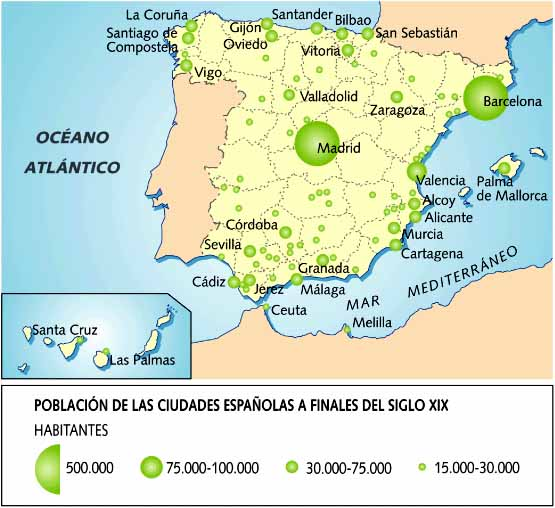 La Coruña
Santiago de
Compostela
Vigo
Gijón
Oviedo
Santander
Bilbao
San Sebastián
Vitoria
Valladolid
Zaragoza
Barcelona
OCÉANO
ATLÁNTICO
Madrid
Valencia
Palma
de Mallorca
Alcoy
Alicante
Córdoba
Murcia
Sevilla
Cartagena
Granada
Cádiz
Jerez
Málaga
MAR MEDITERRÁNEO
Ceuta
Melilla
Santa Cruz
Las Palmas
POBLACIÓN DE LAS CIUDADES ESPAÑOLAS A FINALES DEL SIGLO XIX
HABITANTES
500.000 75.000-100.000 30.000-75.000 15.000-30.000